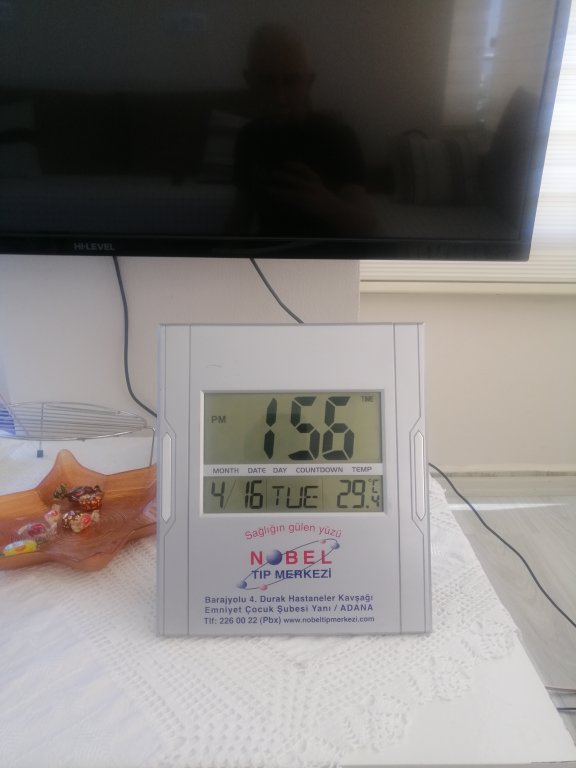 HI-LEVEL
TIME
PM 1 56
MONTH DATE DAY COUNTDOWN TEMP
4/16 TUE 29.4 °C
Sağlığın gülen yüzü
NOBEL
TIP MERKEZİ
Barajyolu 4. Durak Hastaneler Kavşağı
Emniyet Çocuk Şubesi Yanı / ADANA
Tlf: 226 00 22 (Pbx) www.nobeltipmerkezi.com